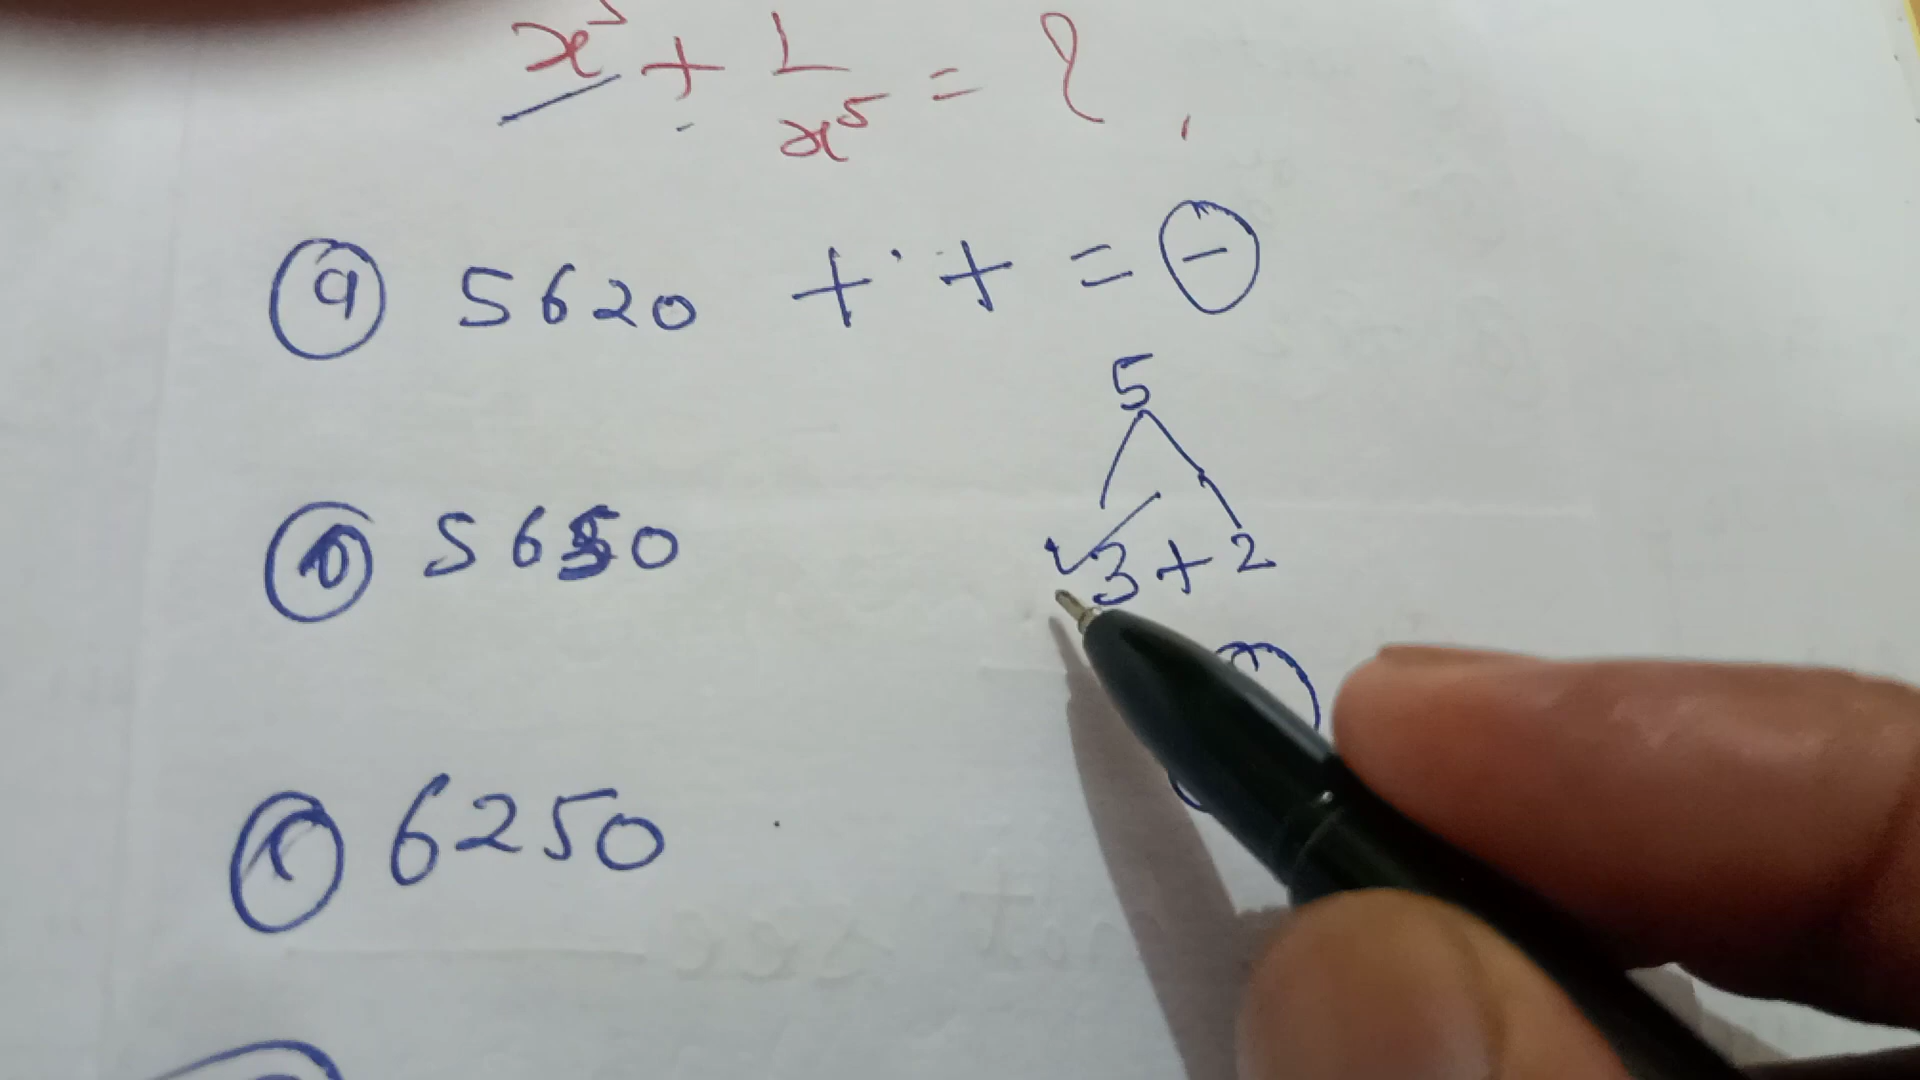 x⁵ + 1/x⁵ = ?
(a) 5620 + + = (-)
5
(b) 5650
3 + 2
(c) 6250